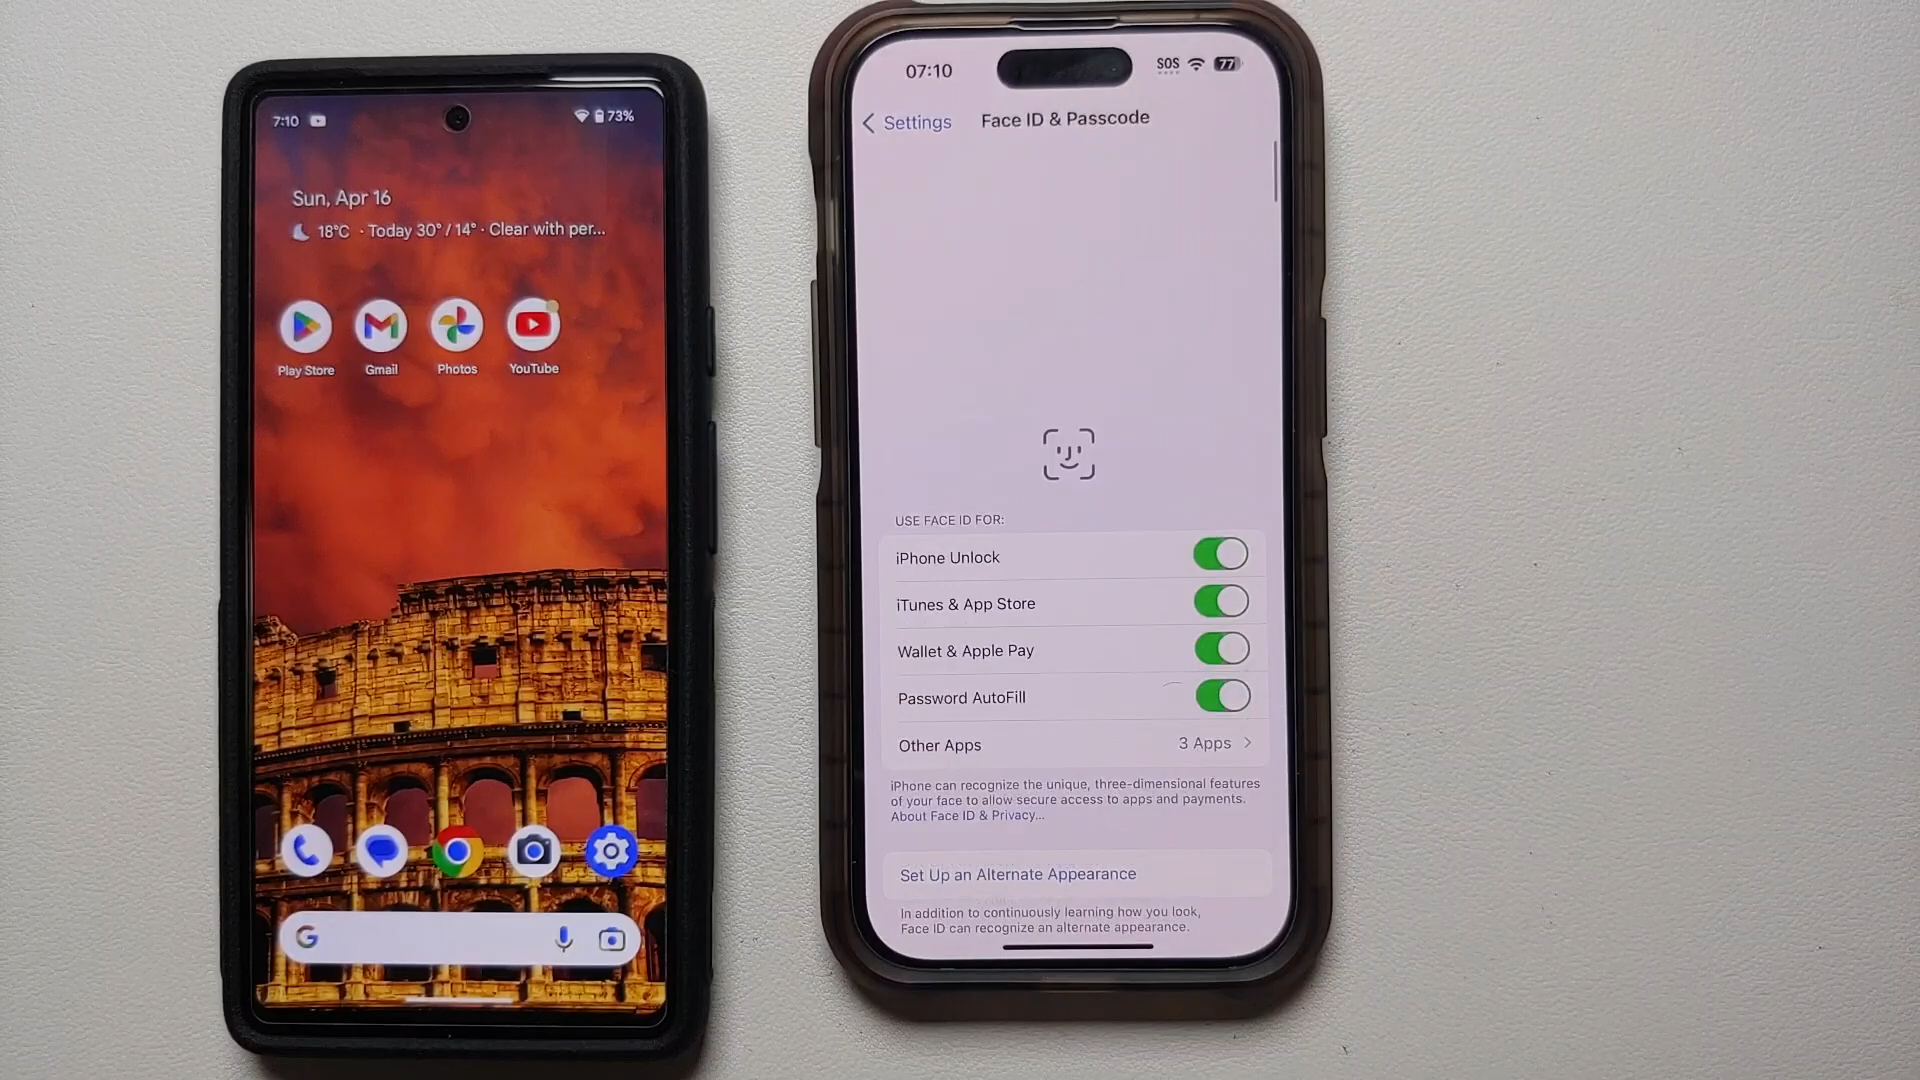 7:10
73%
Sun, Apr 16
18°C · Today 30° / 14° · Clear with per...
Play Store
Gmail
Photos
YouTube
G
07:10
SOS
77
Settings
Face ID & Passcode
USE FACE ID FOR:
iPhone Unlock
iTunes & App Store
Wallet & Apple Pay
Password AutoFill
Other Apps 3 Apps
iPhone can recognize the unique, three-dimensional features
of your face to allow secure access to apps and payments.
About Face ID & Privacy...
Set Up an Alternate Appearance
In addition to continuously learning how you look,
Face ID can recognize an alternate appearance.